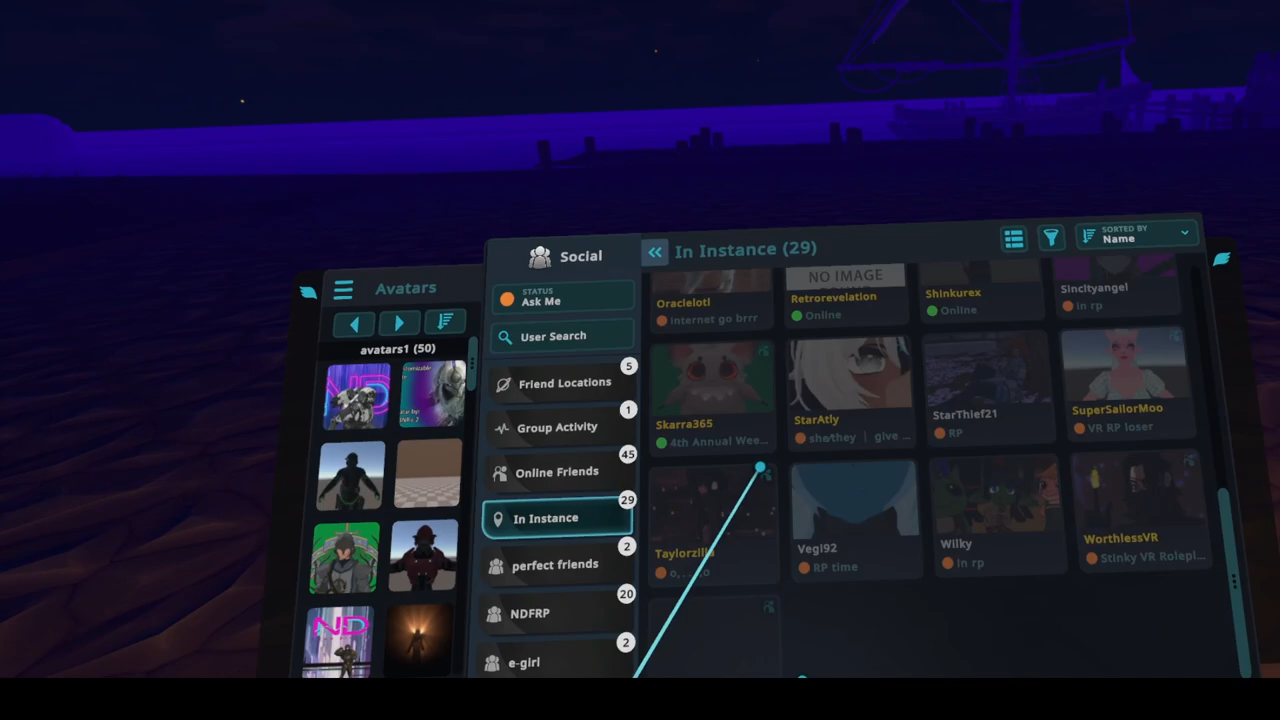 Avatars
avatars1 (50)
Social
STATUS
Ask Me
User Search
Friend Locations
5
Group Activity
1
Online Friends
45
In Instance
29
perfect friends
2
NDFRP
20
e-girl
2
In Instance (29)
SORTED BY
Name
Oraclelotl
internet go brrr
NO IMAGE
Retrorevelation
Online
Shinkurex
Online
Sincityangel
In rp
Skarra365
4th Annual Wee...
StarAtly
she/they | give ...
StarThief21
RP
SuperSailorMoo
VR RP loser
Taylorzilla
Vegi92
RP time
Wilky
In rp
WorthlessVR
Stinky VR Rolepl...
ND